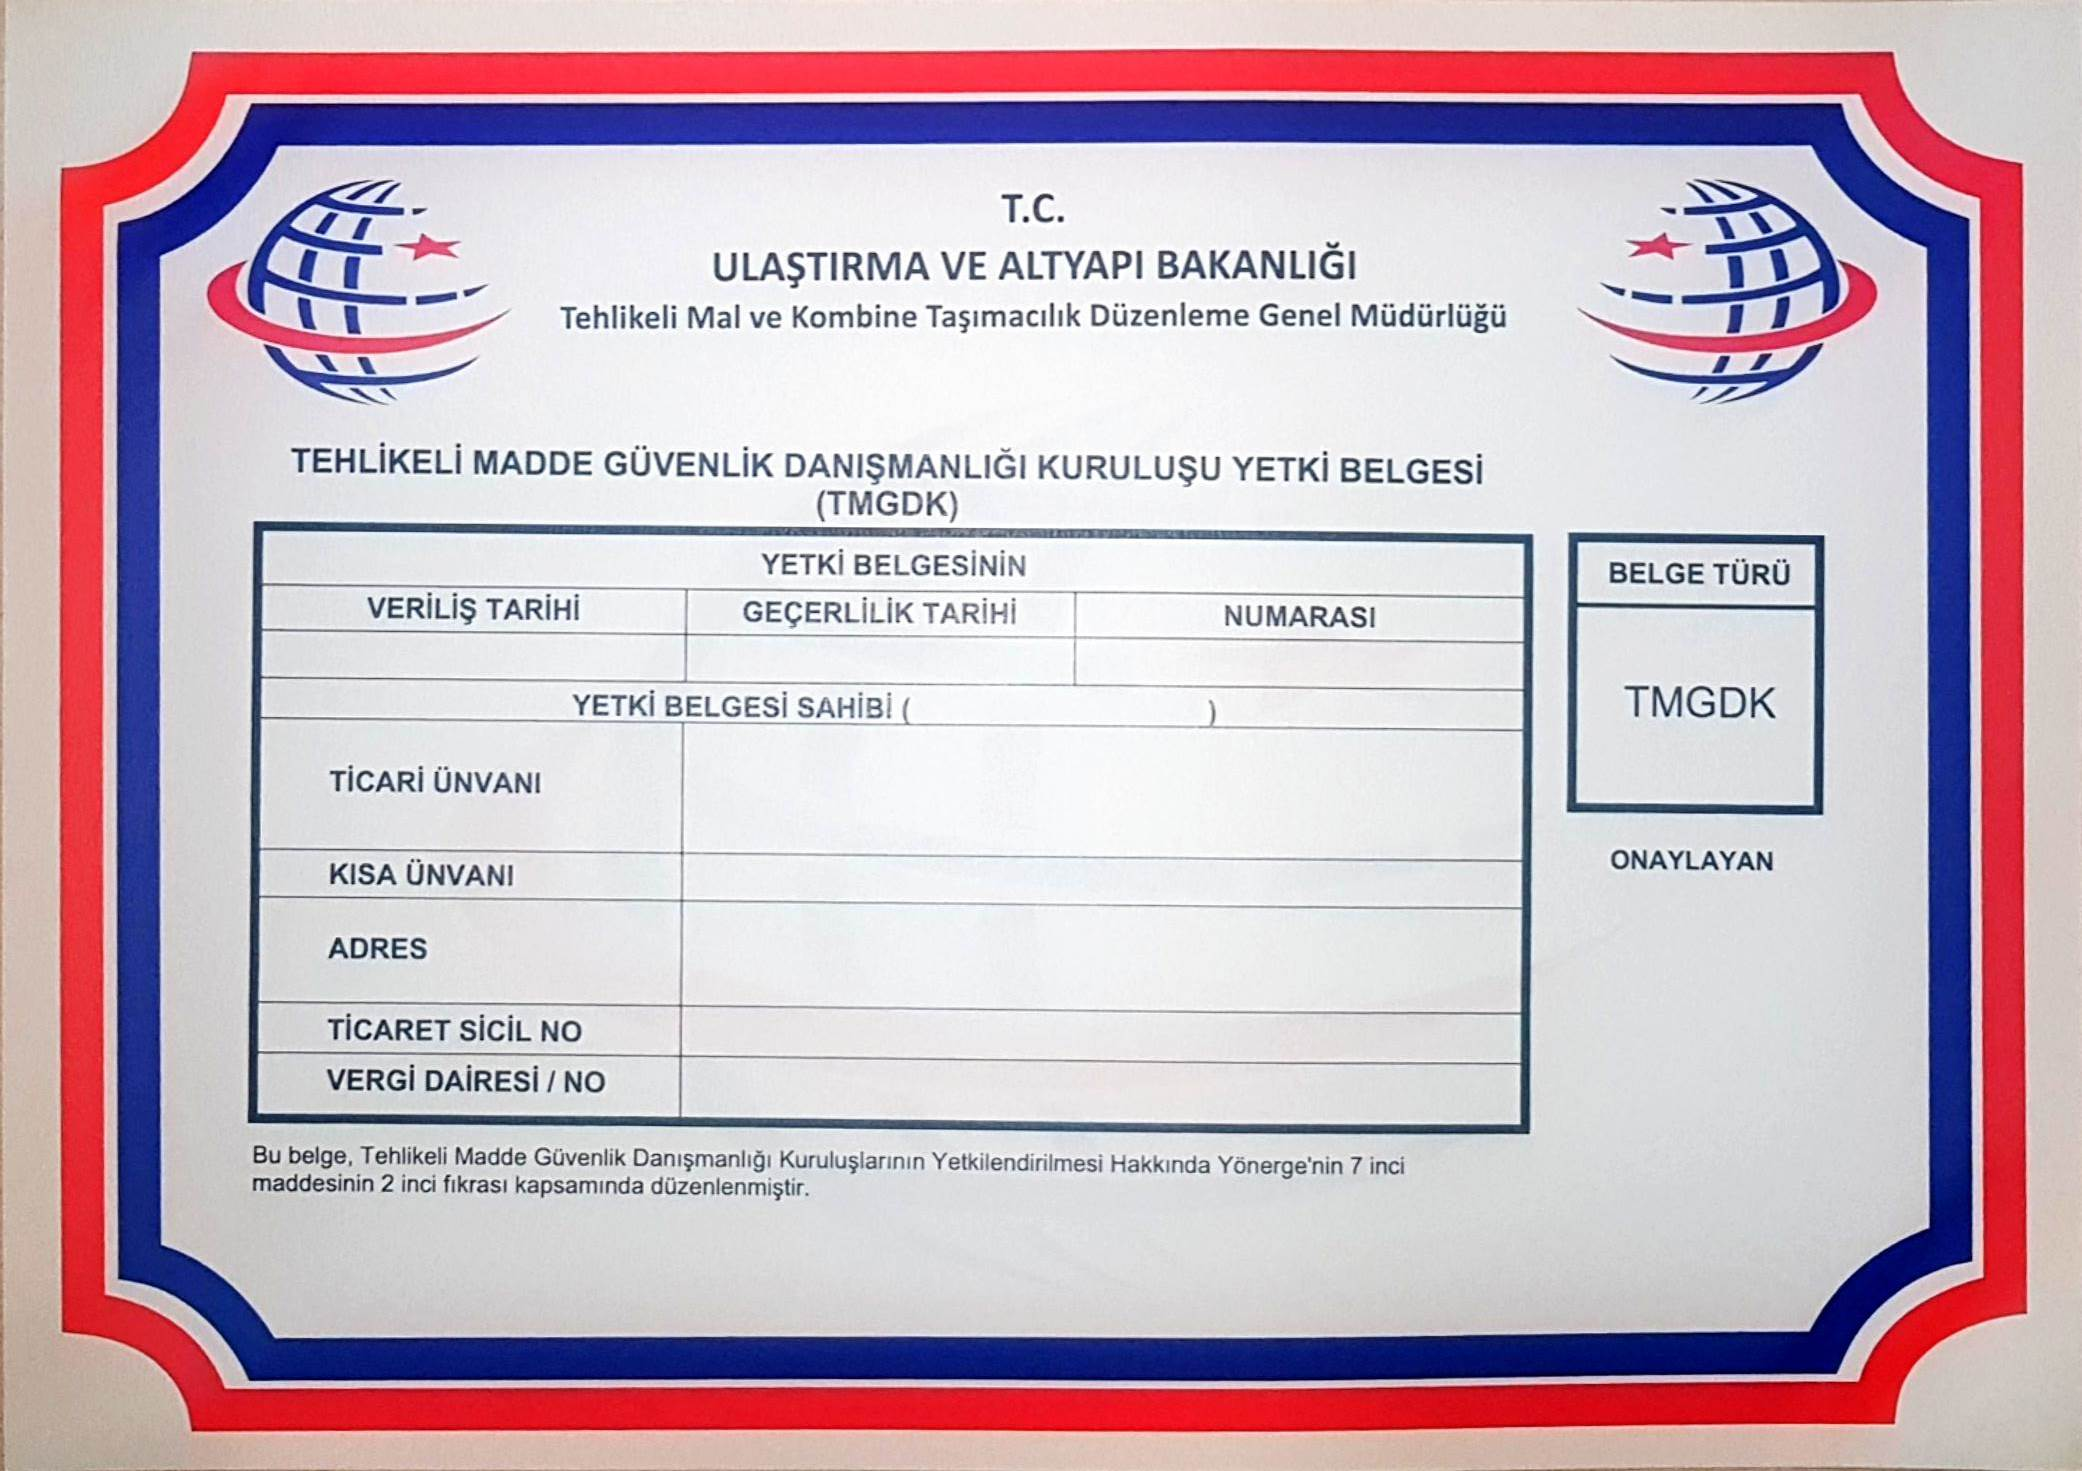 T.C.
ULAŞTIRMA VE ALTYAPI BAKANLIĞI
Tehlikeli Mal ve Kombine Taşımacılık Düzenleme Genel Müdürlüğü
TEHLİKELİ MADDE GÜVENLİK DANIŞMANLIĞI KURULUŞU YETKİ BELGESİ
(TMGDK)
YETKİ BELGESİNİN
VERİLİŞ TARİHİ
GEÇERLİLİK TARİHİ
NUMARASI
YETKİ BELGESİ SAHİBİ ( )
TİCARİ ÜNVANI
KISA ÜNVANI
ADRES
TİCARET SİCİL NO
VERGİ DAİRESİ / NO
BELGE TÜRÜ
TMGDK
ONAYLAYAN
Bu belge, Tehlikeli Madde Güvenlik Danışmanlığı Kuruluşlarının Yetkilendirilmesi Hakkında Yönerge'nin 7 inci
maddesinin 2 inci fıkrası kapsamında düzenlenmiştir.